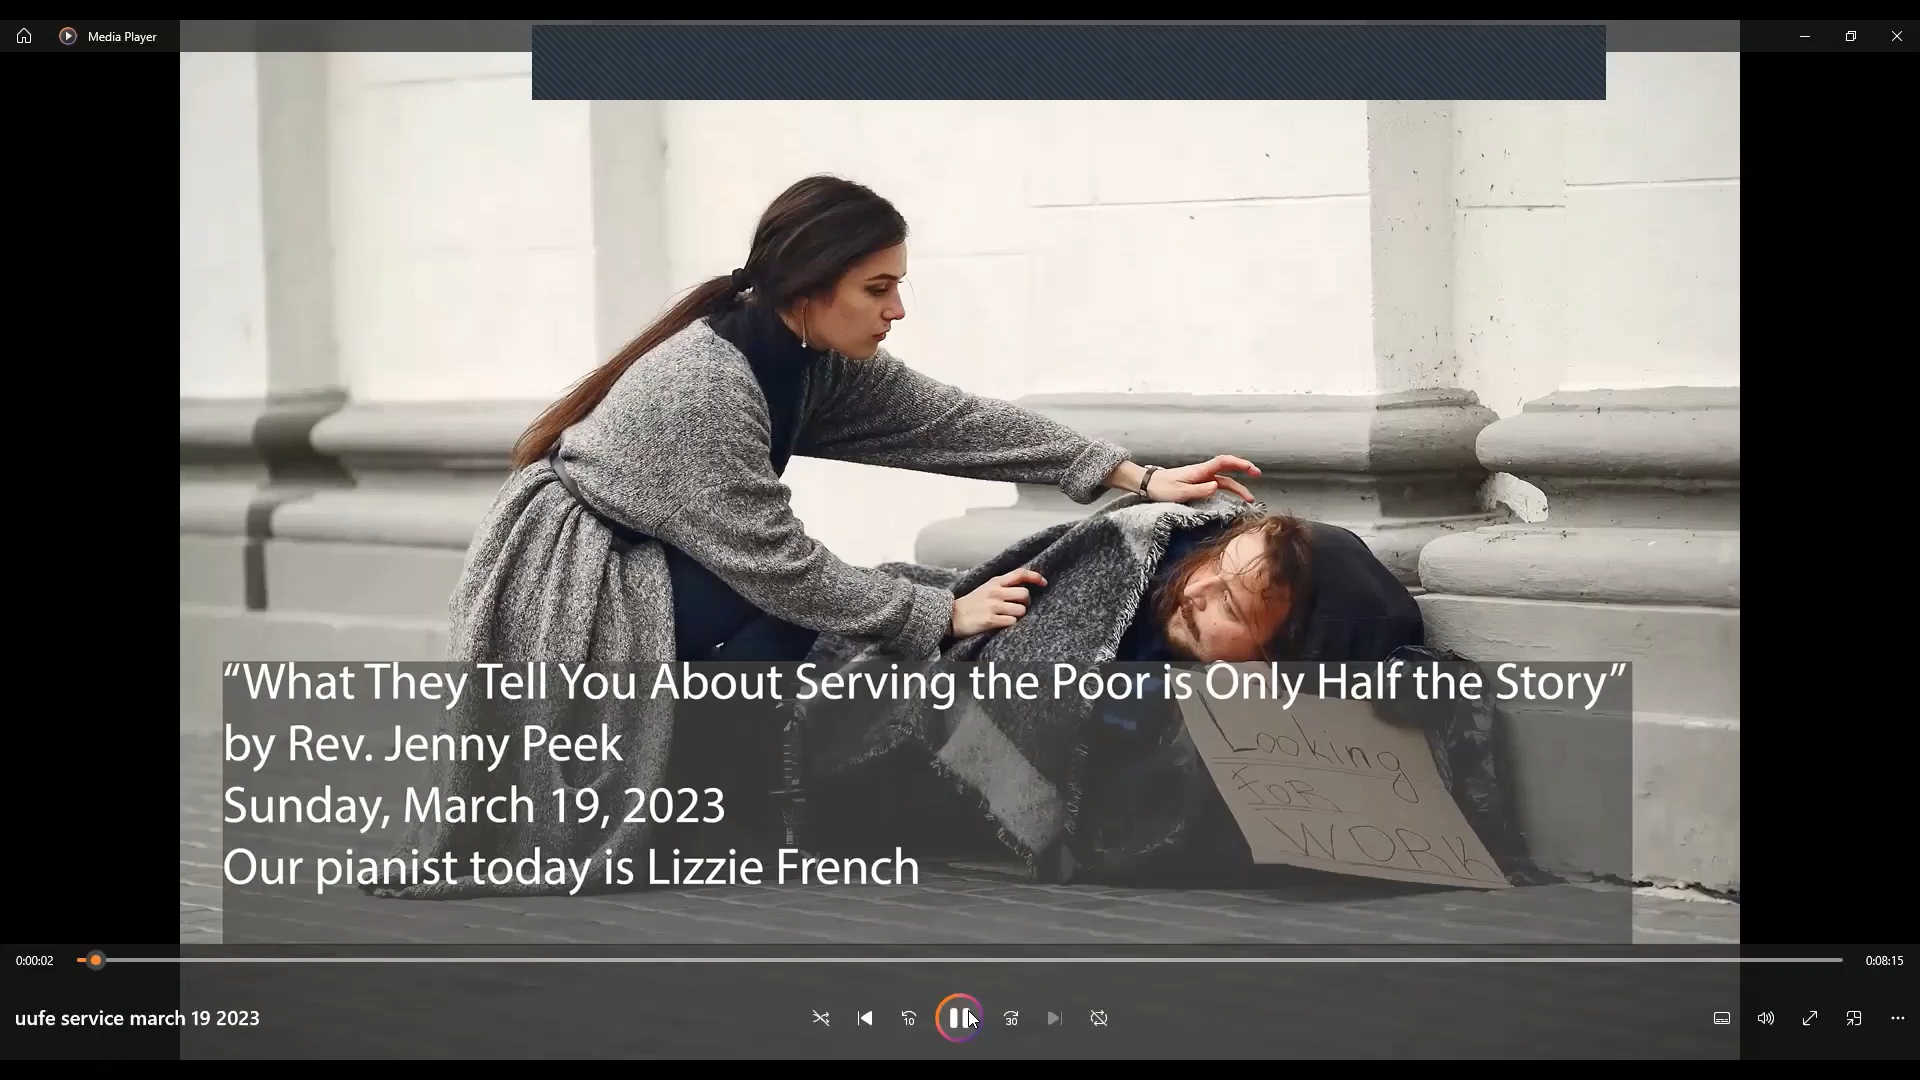 Media Player
“What They Tell You About Serving the Poor is Only Half the Story”
by Rev. Jenny Peek
Looking
FOR
WORK
Sunday, March 19, 2023
Our pianist today is Lizzie French
0:00:02
0:08:15
uufe service march 19 2023
10
30